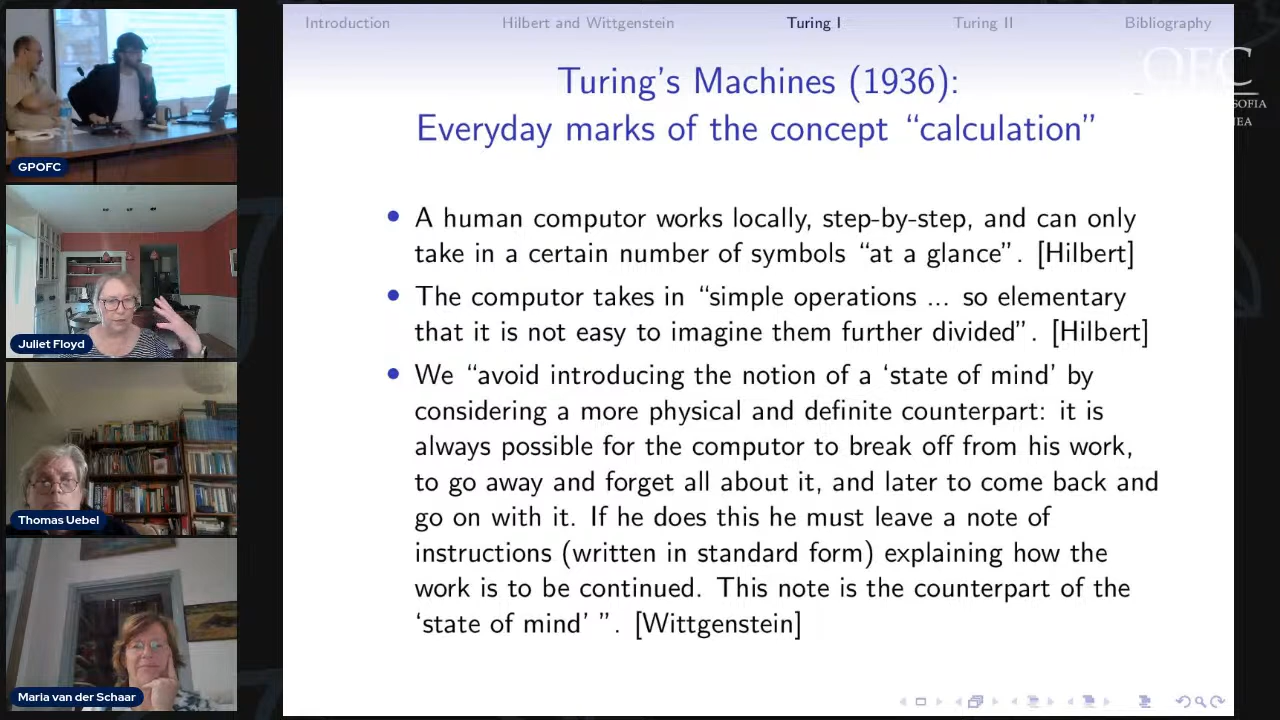 Introduction
Hilbert and Wittgenstein
Turing I
Turing II
Bibliography
OFC
SOFIA
NEA
Turing's Machines (1936):
Everyday marks of the concept “calculation”
• A human computor works locally, step-by-step, and can only
take in a certain number of symbols “at a glance”. [Hilbert]
• The computor takes in “simple operations ... so elementary
that it is not easy to imagine them further divided”. [Hilbert]
• We “avoid introducing the notion of a ‘state of mind’ by
considering a more physical and definite counterpart: it is
always possible for the computor to break off from his work,
to go away and forget all about it, and later to come back and
go on with it. If he does this he must leave a note of
instructions (written in standard form) explaining how the
work is to be continued. This note is the counterpart of the
‘state of mind’ ”. [Wittgenstein]
GPOFC
Juliet Floyd
Thomas Uebel
Maria van der Schaar